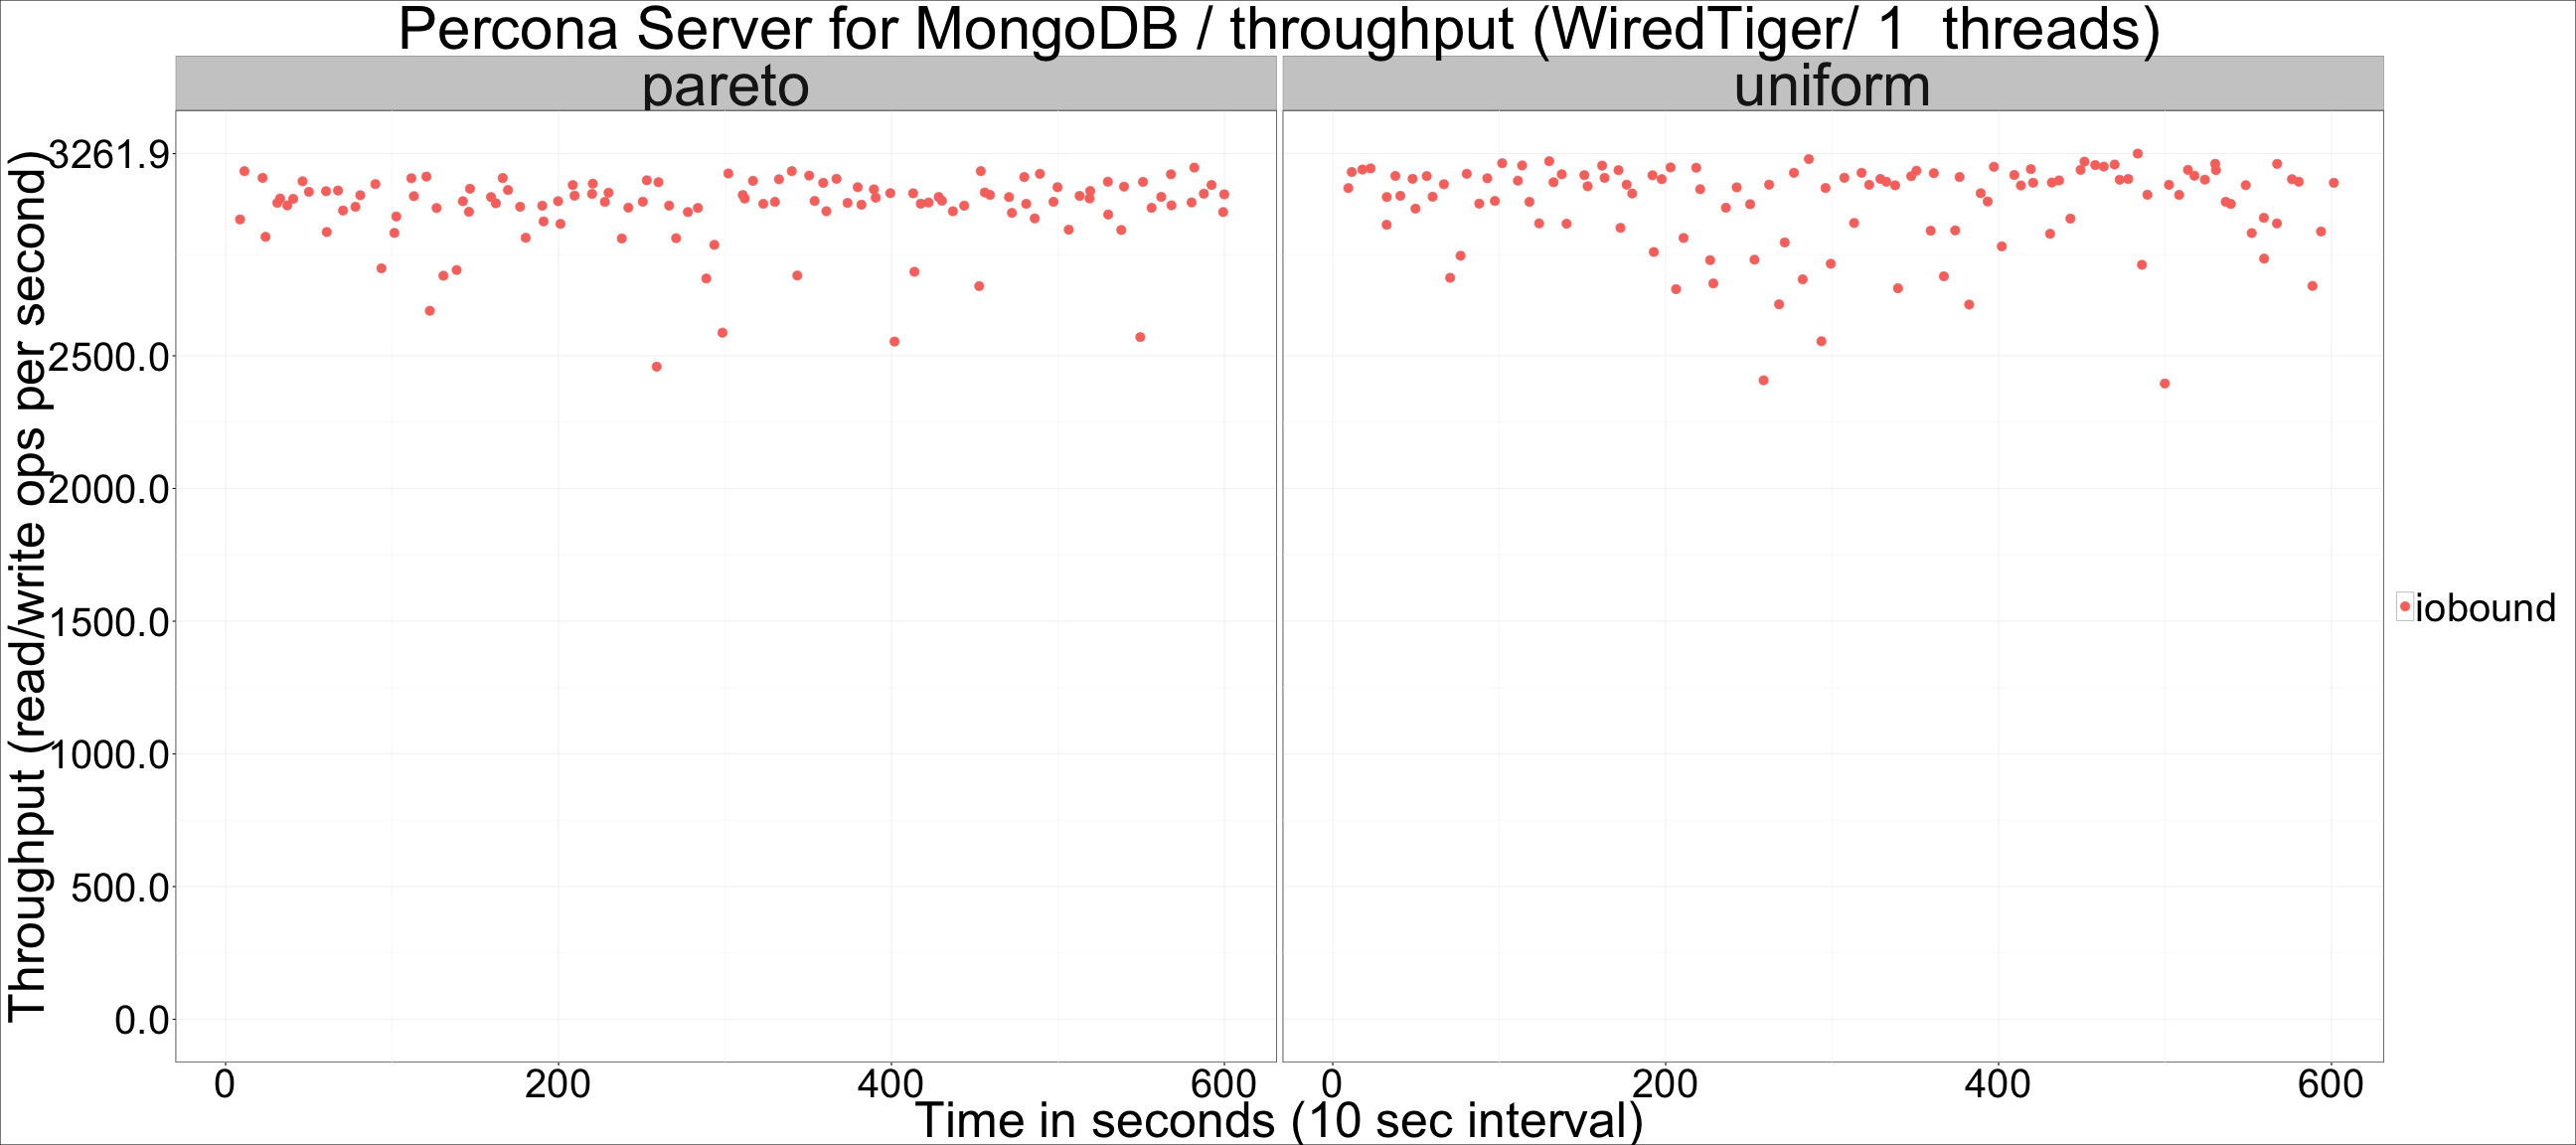 Percona Server for MongoDB / throughput (WiredTiger/ 1  threads)
pareto
uniform
Throughput (read/write ops per second)
3261.9
2500.0
2000.0
1500.0
1000.0
500.0
0.0
0
200
400
600
0
200
400
600
Time in seconds (10 sec interval)
iobound